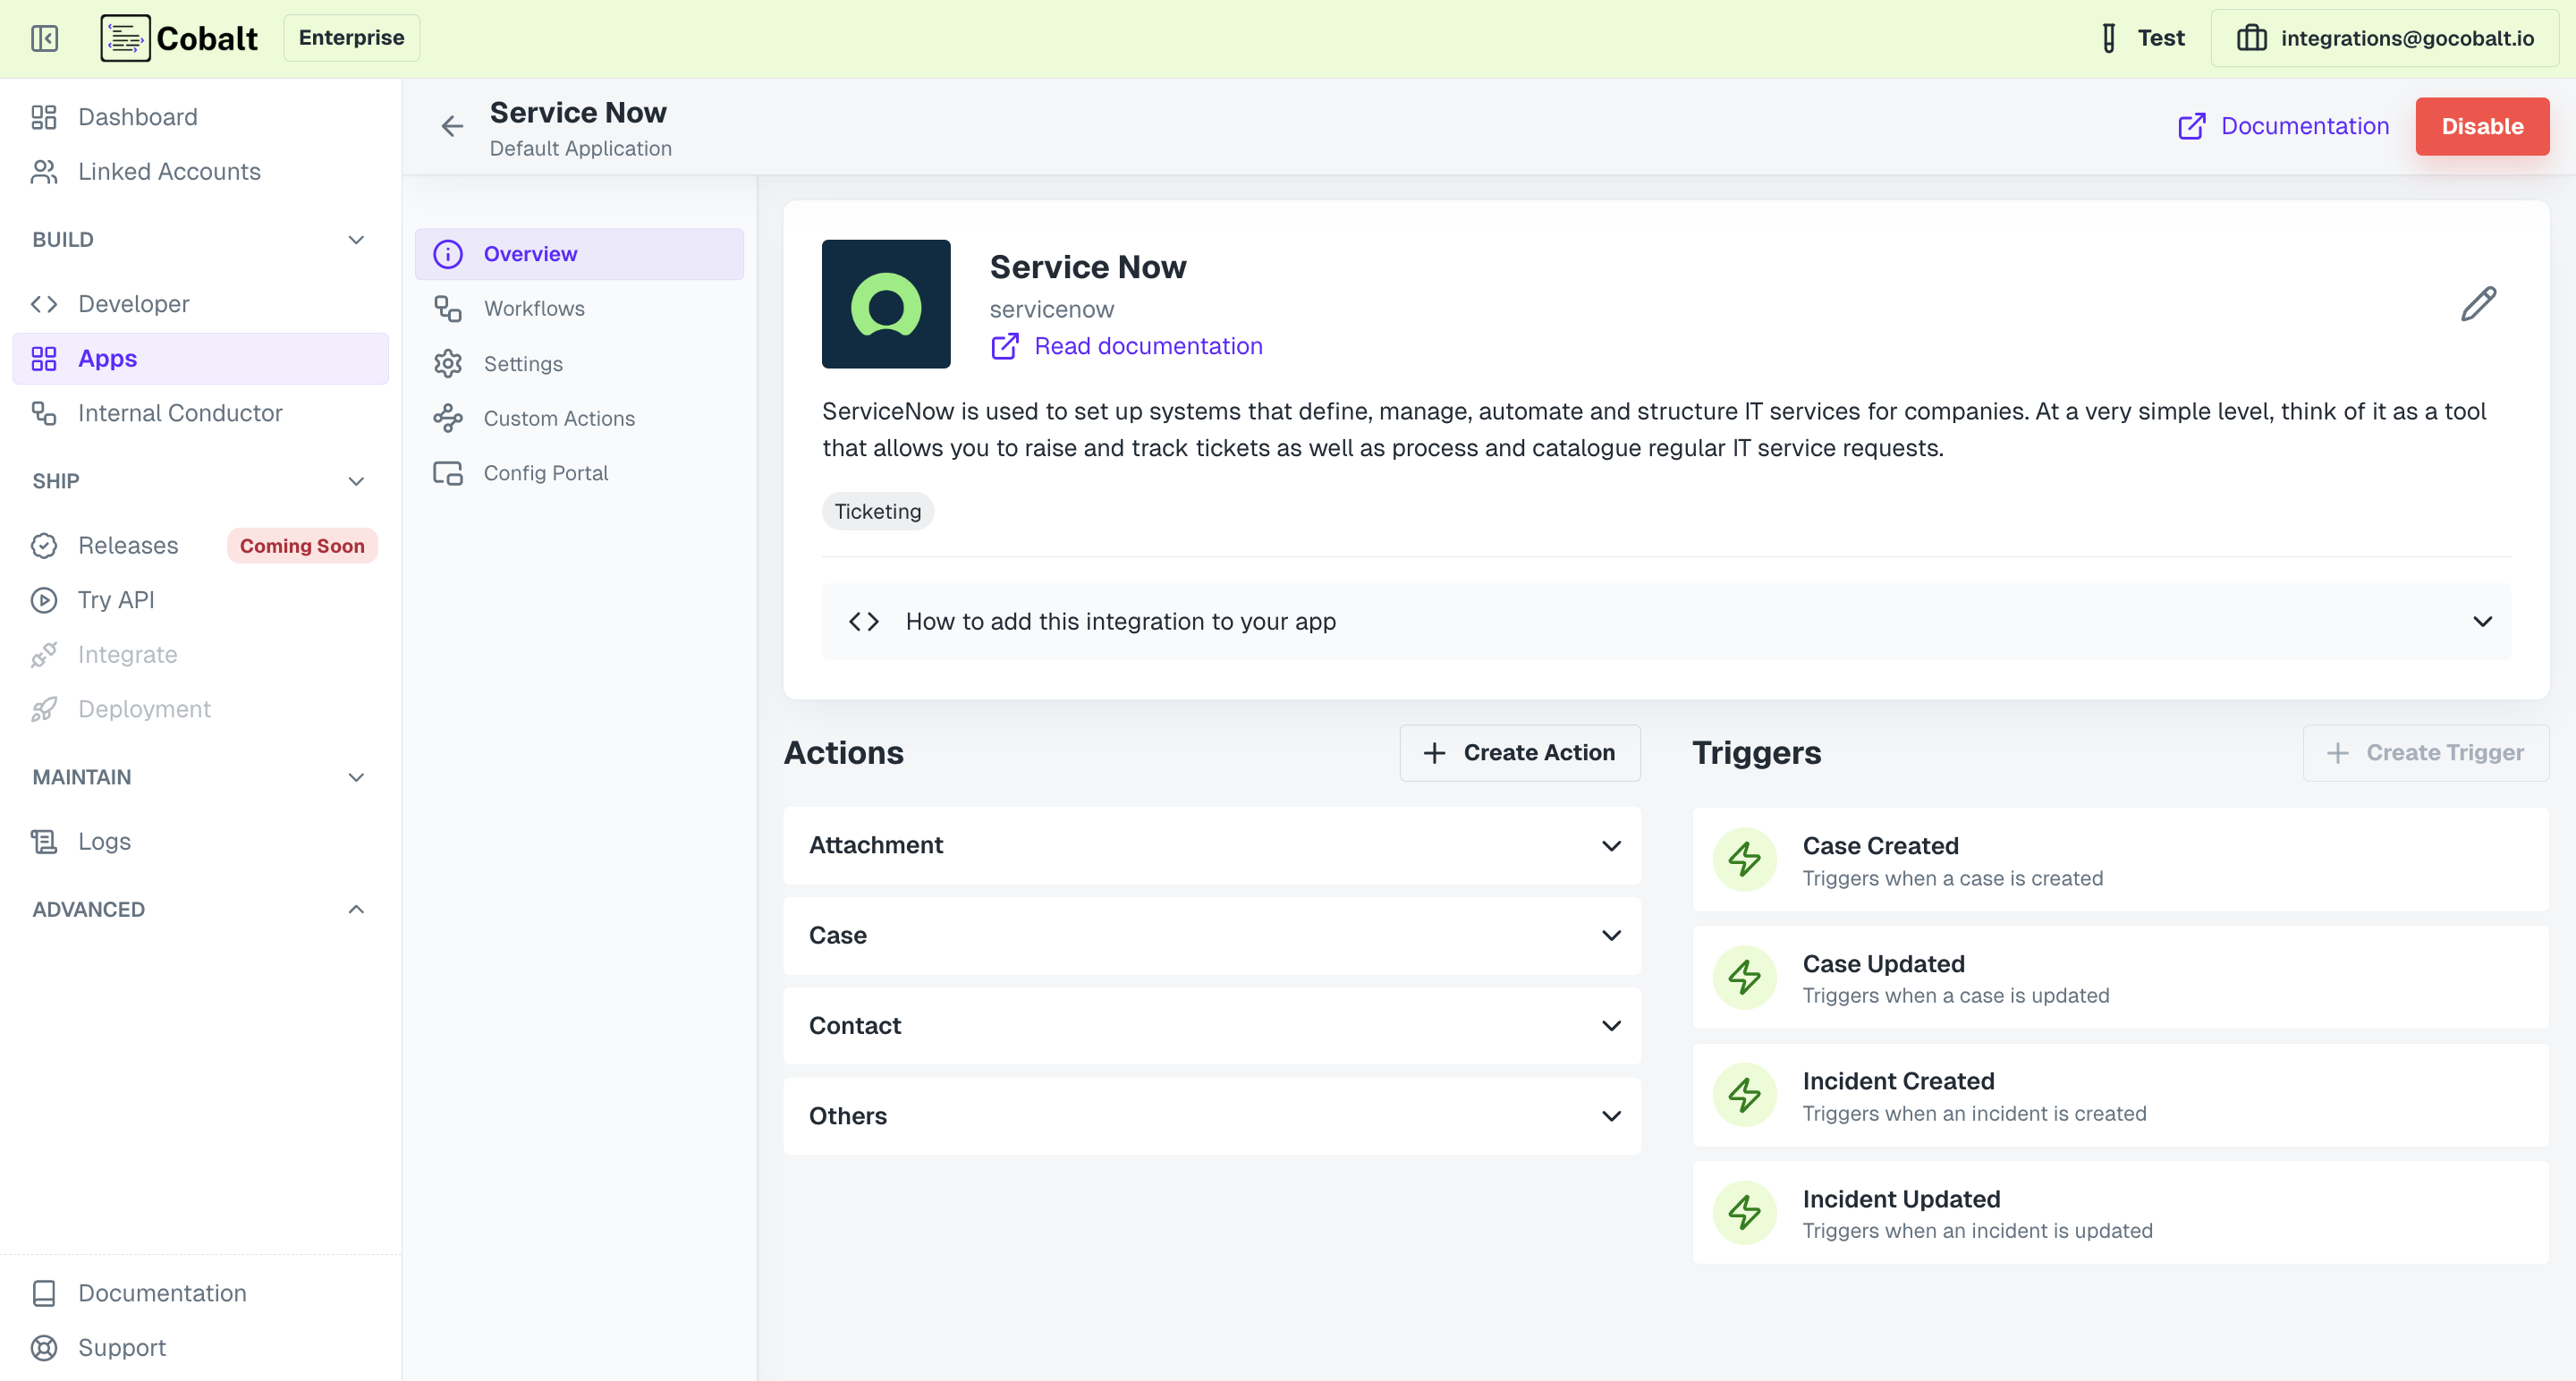 Cobalt
Enterprise
Test
integrations@gocobalt.io
Dashboard
Linked Accounts
BUILD
Developer
Apps
Internal Conductor
SHIP
Releases
Coming Soon
Try API
Integrate
Deployment
MAINTAIN
Logs
ADVANCED
Documentation
Support
Service Now
Default Application
Documentation
Disable
Overview
Workflows
Settings
Custom Actions
Config Portal
Service Now
servicenow
Read documentation
ServiceNow is used to set up systems that define, manage, automate and structure IT services for companies. At a very simple level, think of it as a tool
that allows you to raise and track tickets as well as process and catalogue regular IT service requests.
Ticketing
How to add this integration to your app
Actions
Create Action
Attachment
Case
Contact
Others
Triggers
Create Trigger
Case Created
Triggers when a case is created
Case Updated
Triggers when a case is updated
Incident Created
Triggers when an incident is created
Incident Updated
Triggers when an incident is updated